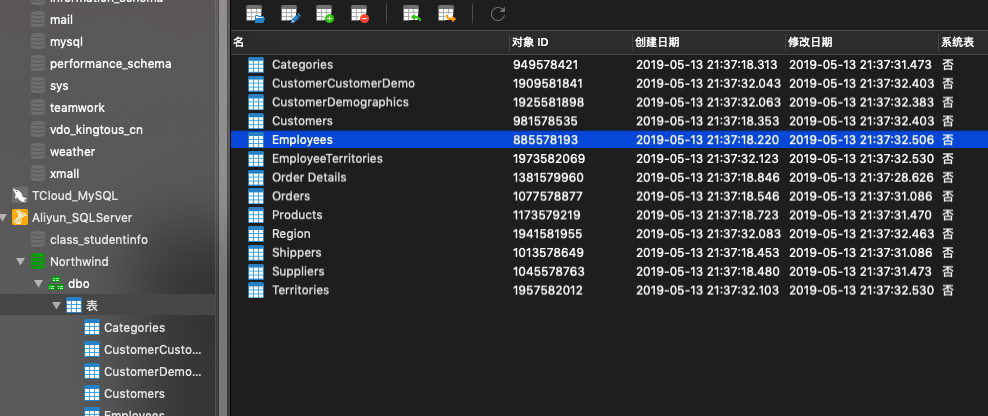 information_schema
mail
mysql
performance_schema
sys
teamwork
vdo_kingtous_cn
weather
xmall
TCloud_MySQL
Aliyun_SQLServer
class_studentinfo
Northwind
dbo
表
Categories
CustomerCusto...
CustomerDemo...
Customers
Employees
名 对象 ID 创建日期 修改日期 系统表
Categories 949578421 2019-05-13 21:37:18.313 2019-05-13 21:37:31.473 否
CustomerCustomerDemo 1909581841 2019-05-13 21:37:32.043 2019-05-13 21:37:32.403 否
CustomerDemographics 1925581898 2019-05-13 21:37:32.063 2019-05-13 21:37:32.383 否
Customers 981578535 2019-05-13 21:37:18.353 2019-05-13 21:37:32.403 否
Employees 885578193 2019-05-13 21:37:18.220 2019-05-13 21:37:32.506 否
EmployeeTerritories 1973582069 2019-05-13 21:37:32.123 2019-05-13 21:37:32.530 否
Order Details 1381579960 2019-05-13 21:37:18.846 2019-05-13 21:37:28.626 否
Orders 1077578877 2019-05-13 21:37:18.546 2019-05-13 21:37:31.086 否
Products 1173579219 2019-05-13 21:37:18.723 2019-05-13 21:37:31.470 否
Region 1941581955 2019-05-13 21:37:32.083 2019-05-13 21:37:32.463 否
Shippers 1013578649 2019-05-13 21:37:18.453 2019-05-13 21:37:31.086 否
Suppliers 1045578763 2019-05-13 21:37:18.480 2019-05-13 21:37:31.473 否
Territories 1957582012 2019-05-13 21:37:32.103 2019-05-13 21:37:32.530 否